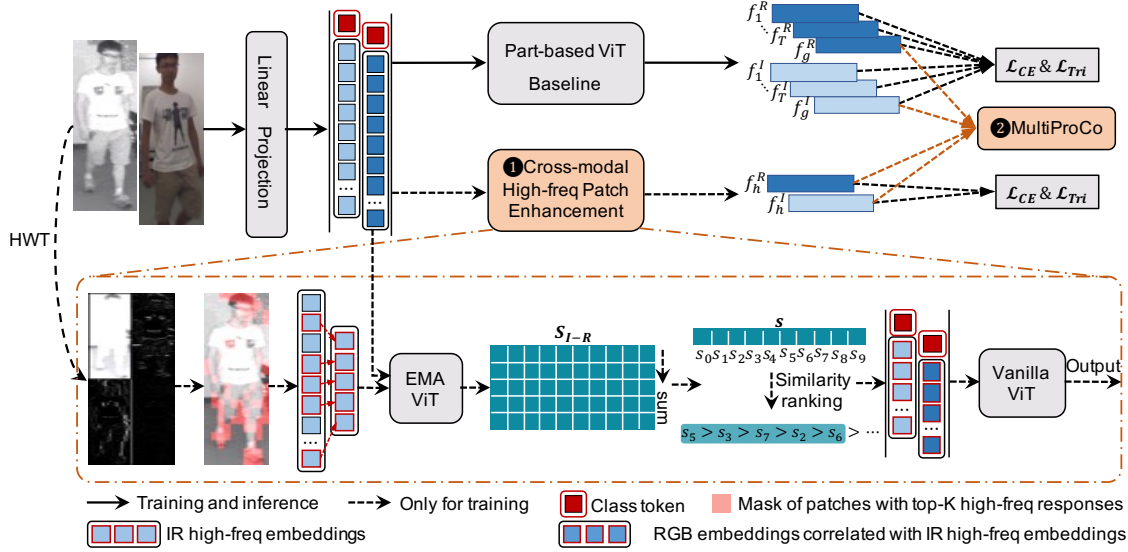 Linear Projection
Part-based ViT
Baseline
f_1^R
...f_T^R
f_g^R
f_1^I
...f_T^I
f_g^I
ℒ_CE & ℒ_Tri
❷MultiProCo
❶Cross-modal
High-freq Patch
Enhancement
f_h^R
f_h^I
ℒ_CE & ℒ_Tri
...
...
HWT
...
EMA
ViT
S_{I-R}
sum
s
s_0 s_1 s_2 s_3 s_4 s_5 s_6 s_7 s_8 s_9
Similarity
ranking
s_5 > s_3 > s_7 > s_2 > s_6 > ...
...
...
Vanilla
ViT
Output
Training and inference
Only for training
Class token
Mask of patches with top-K high-freq responses
IR high-freq embeddings
RGB embeddings correlated with IR high-freq embeddings